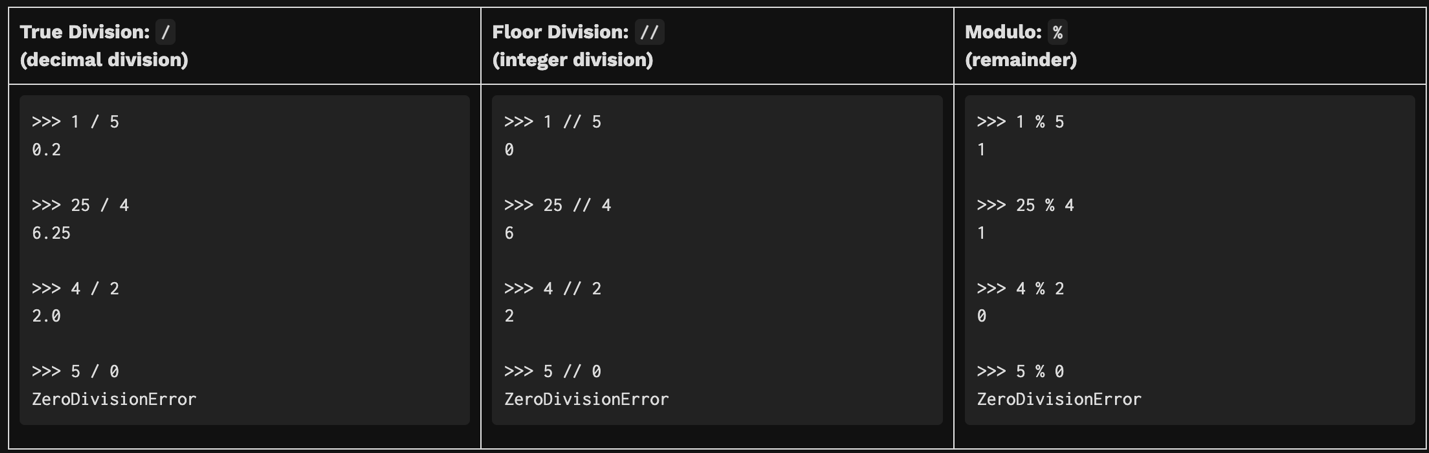 True Division: /
(decimal division)
>>> 1 / 5
0.2
>>> 25 / 4
6.25
>>> 4 / 2
2.0
>>> 5 / 0
ZeroDivisionError
Floor Division: //
(integer division)
>>> 1 // 5
0
>>> 25 // 4
6
>>> 4 // 2
2
>>> 5 // 0
ZeroDivisionError
Modulo: %
(remainder)
>>> 1 % 5
1
>>> 25 % 4
1
>>> 4 % 2
0
>>> 5 % 0
ZeroDivisionError